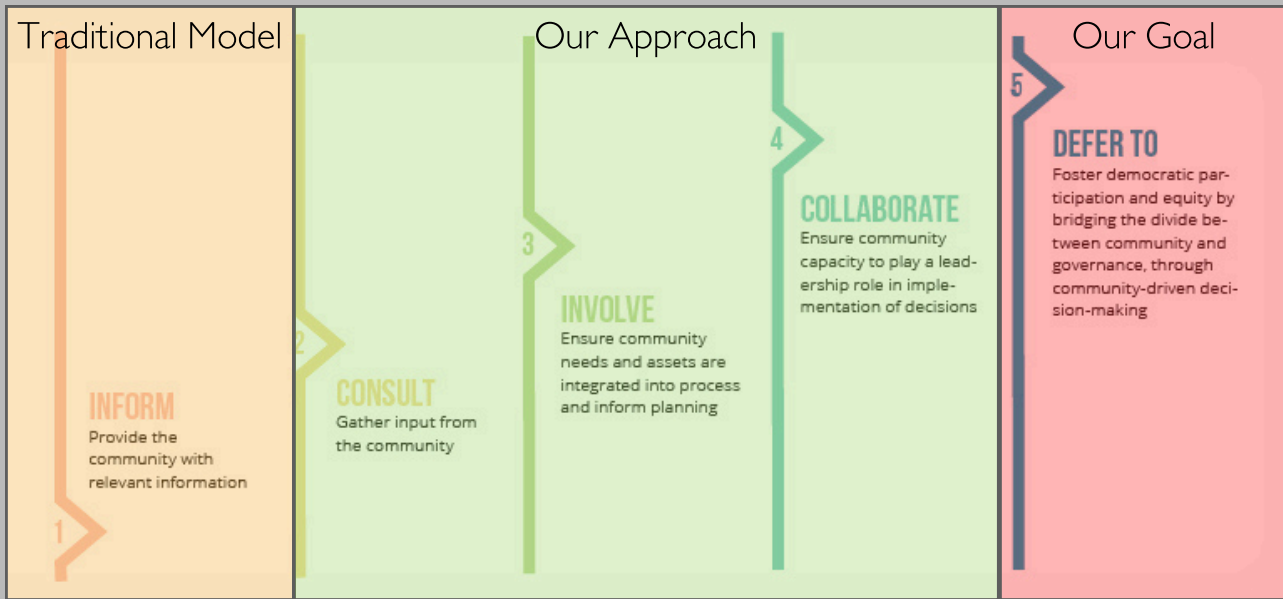 Traditional Model
1
INFORM
Provide the
community with
relevant information
Our Approach
2
CONSULT
Gather input from
the community
3
INVOLVE
Ensure community
needs and assets are
integrated into process
and inform planning
4
COLLABORATE
Ensure community
capacity to play a lead-
ership role in imple-
mentation of decisions
Our Goal
5
DEFER TO
Foster democratic par-
ticipation and equity by
bridging the divide be-
tween community and
governance, through
community-driven deci-
sion-making